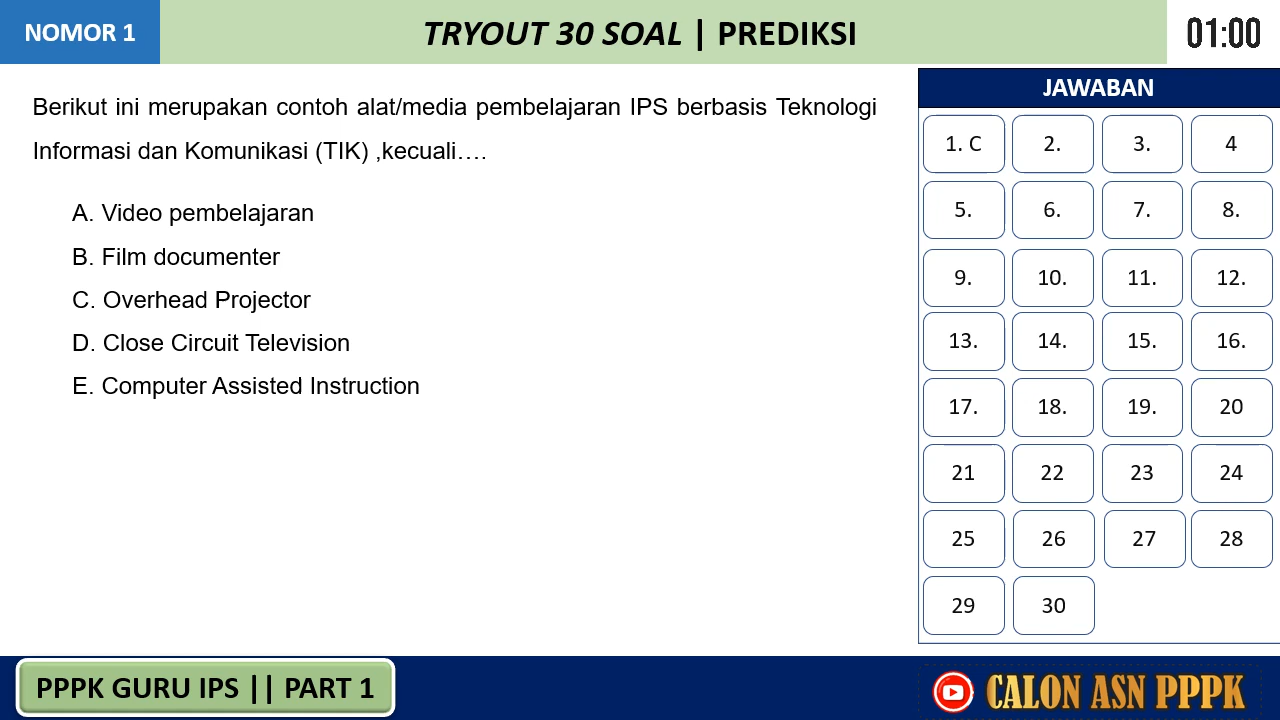 NOMOR 1
TRYOUT 30 SOAL | PREDIKSI
01:00
Berikut ini merupakan contoh alat/media pembelajaran IPS berbasis Teknologi
Informasi dan Komunikasi (TIK) ,kecuali….
A. Video pembelajaran
B. Film documenter
C. Overhead Projector
D. Close Circuit Television
E. Computer Assisted Instruction
JAWABAN
1. C 2. 3. 4
5. 6. 7. 8.
9. 10. 11. 12.
13. 14. 15. 16.
17. 18. 19. 20
21 22 23 24
25 26 27 28
29 30
PPPK GURU IPS || PART 1
CALON ASN PPPK